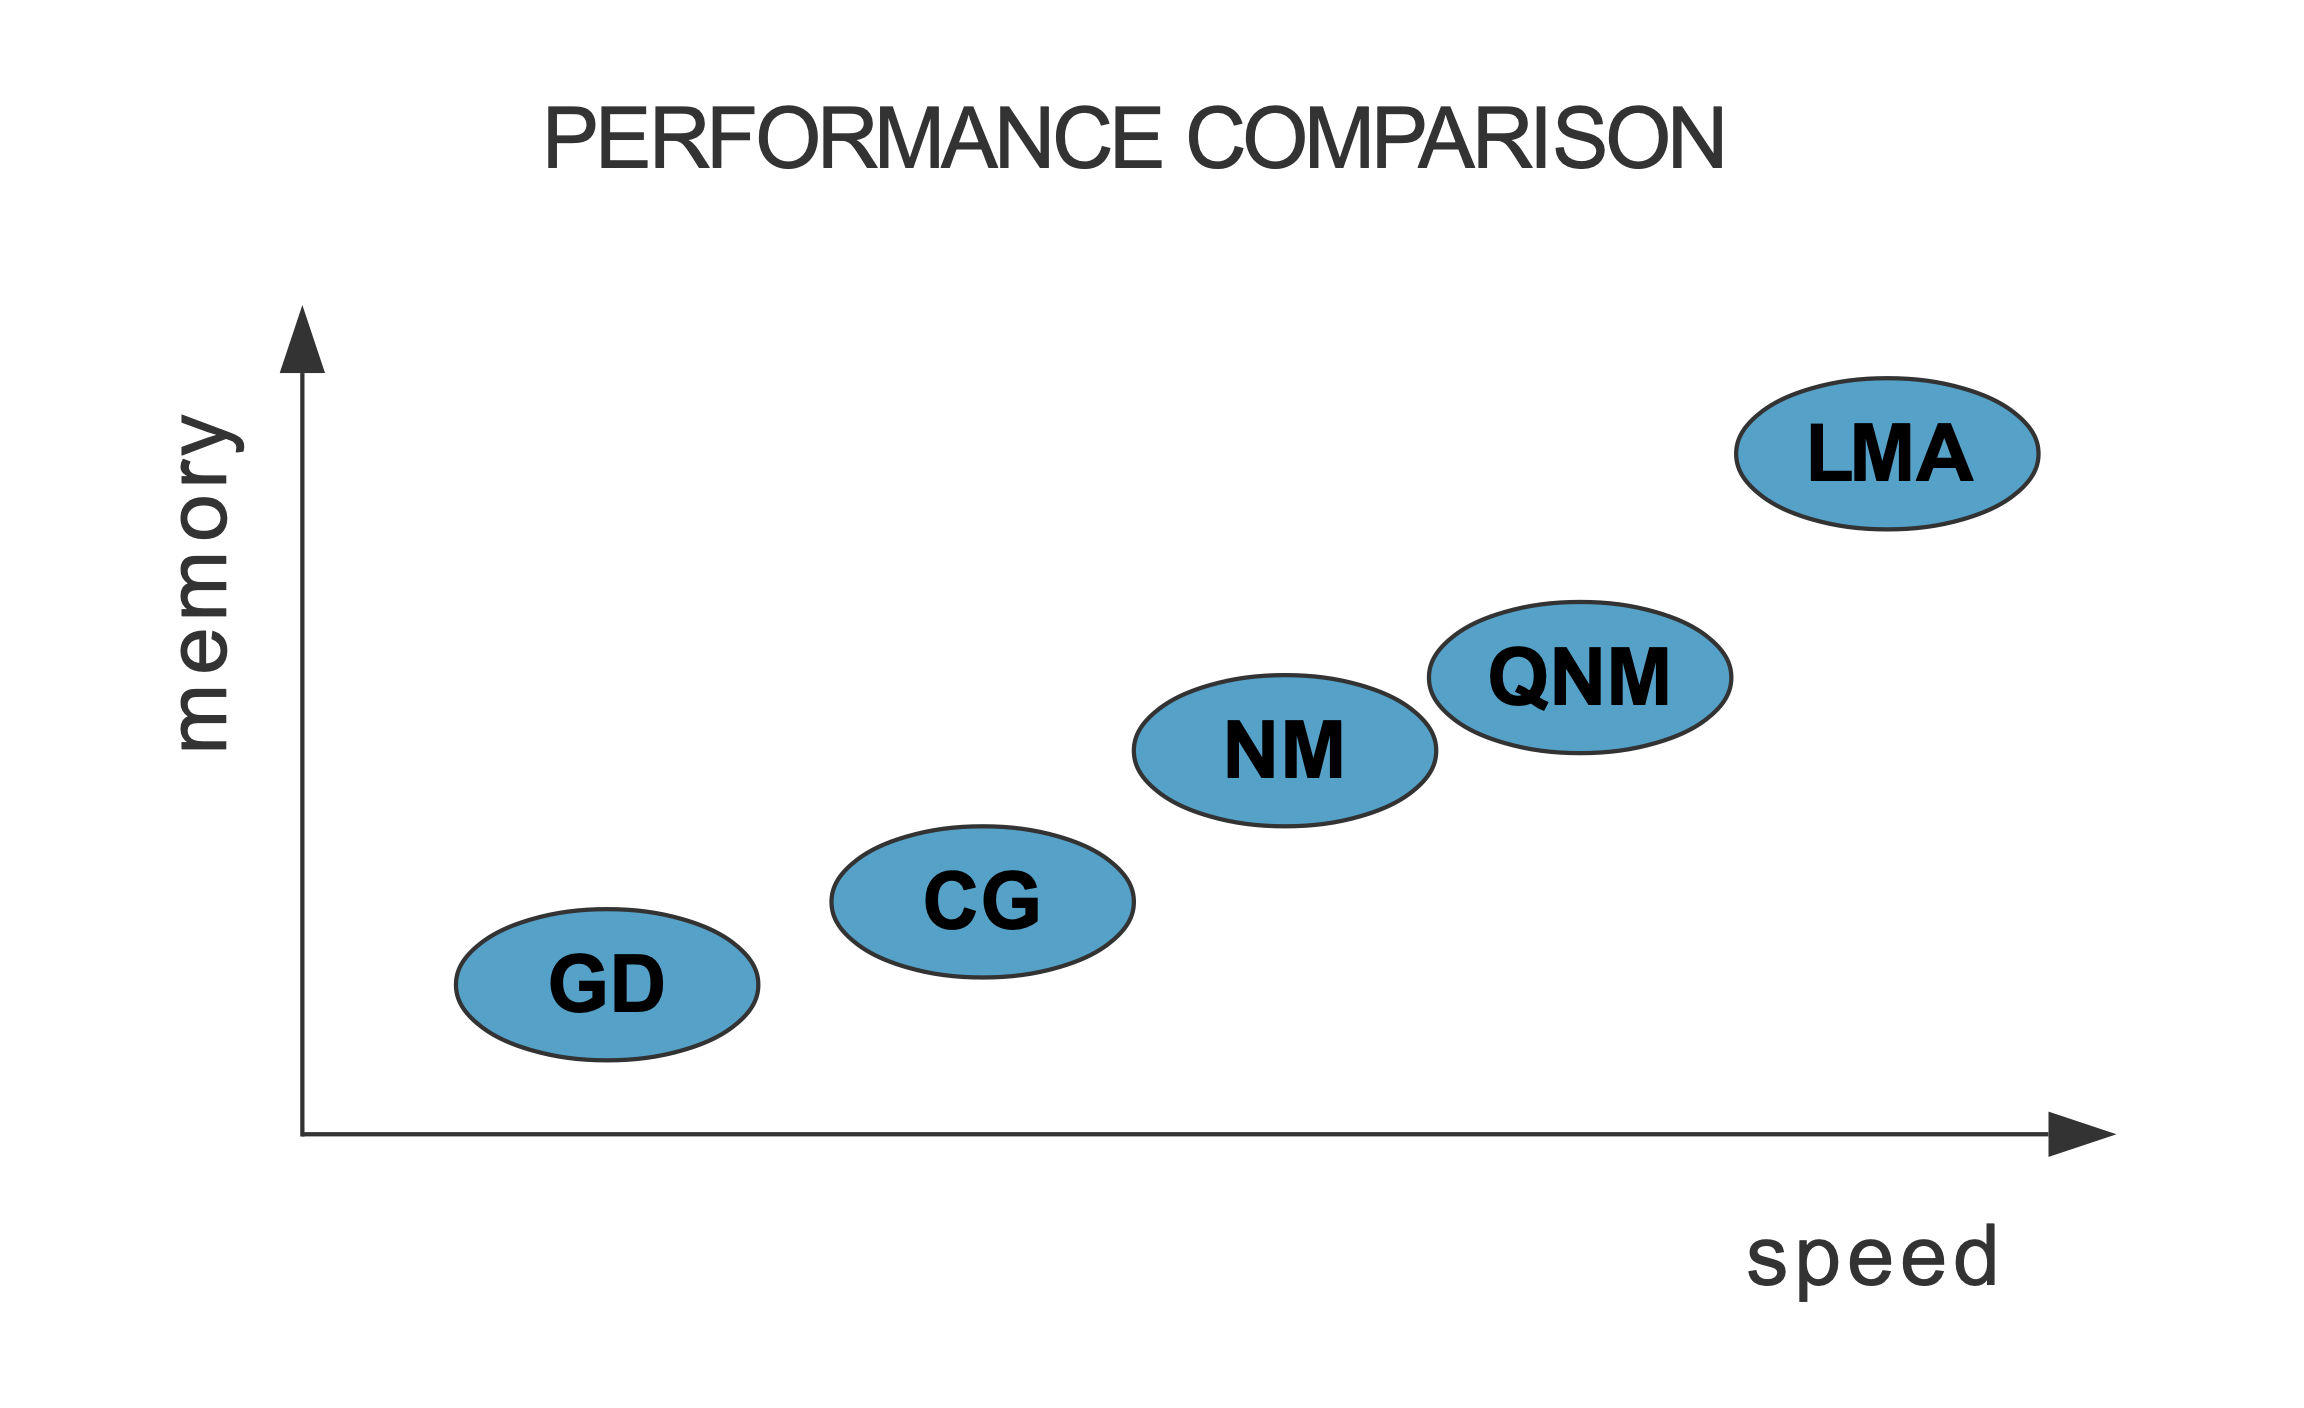 PERFORMANCE COMPARISON
memory
LMA
QNM
NM
CG
GD
speed